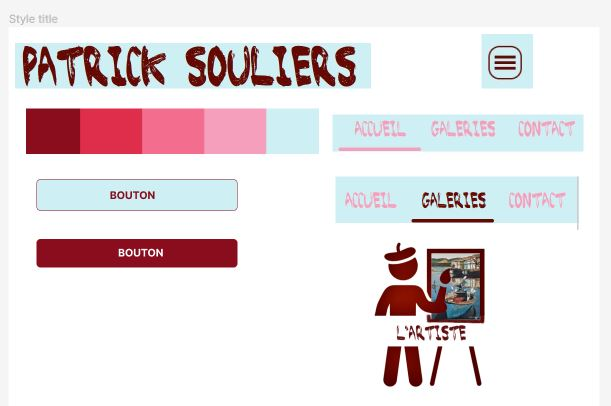 Style title
PATRICK SOULIERS
ACCUEIL GALERIES CONTACT
BOUTON
ACCUEIL GALERIES CONTACT
BOUTON
L'ARTISTE